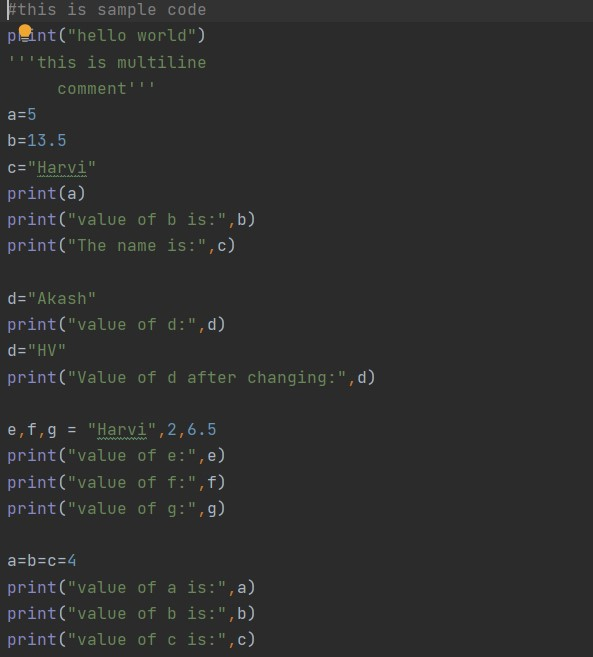 #this is sample code
print("hello world")
'''this is multiline
     comment'''
a=5
b=13.5
c="Harvi"
print(a)
print("value of b is:",b)
print("The name is:",c)

d="Akash"
print("value of d:",d)
d="HV"
print("Value of d after changing:",d)

e,f,g = "Harvi",2,6.5
print("value of e:",e)
print("value of f:",f)
print("value of g:",g)

a=b=c=4
print("value of a is:",a)
print("value of b is:",b)
print("value of c is:",c)